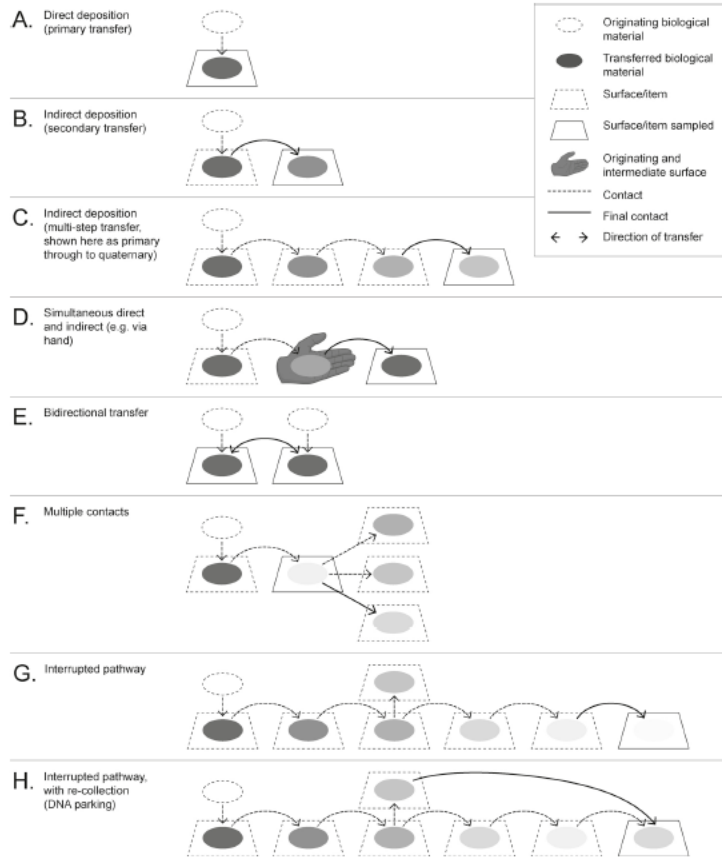 A. Direct deposition
(primary transfer)
B. Indirect deposition
(secondary transfer)
C. Indirect deposition
(multi-step transfer,
shown here as primary
through to quaternary)
D. Simultaneous direct
and indirect (e.g. via
hand)
E. Bidirectional transfer
F. Multiple contacts
G. Interrupted pathway
H. Interrupted pathway,
with re-collection
(DNA parking)
Originating biological
material
Transferred biological
material
Surface/item
Surface/item sampled
Originating and
intermediate surface
Contact
Final contact
Direction of transfer